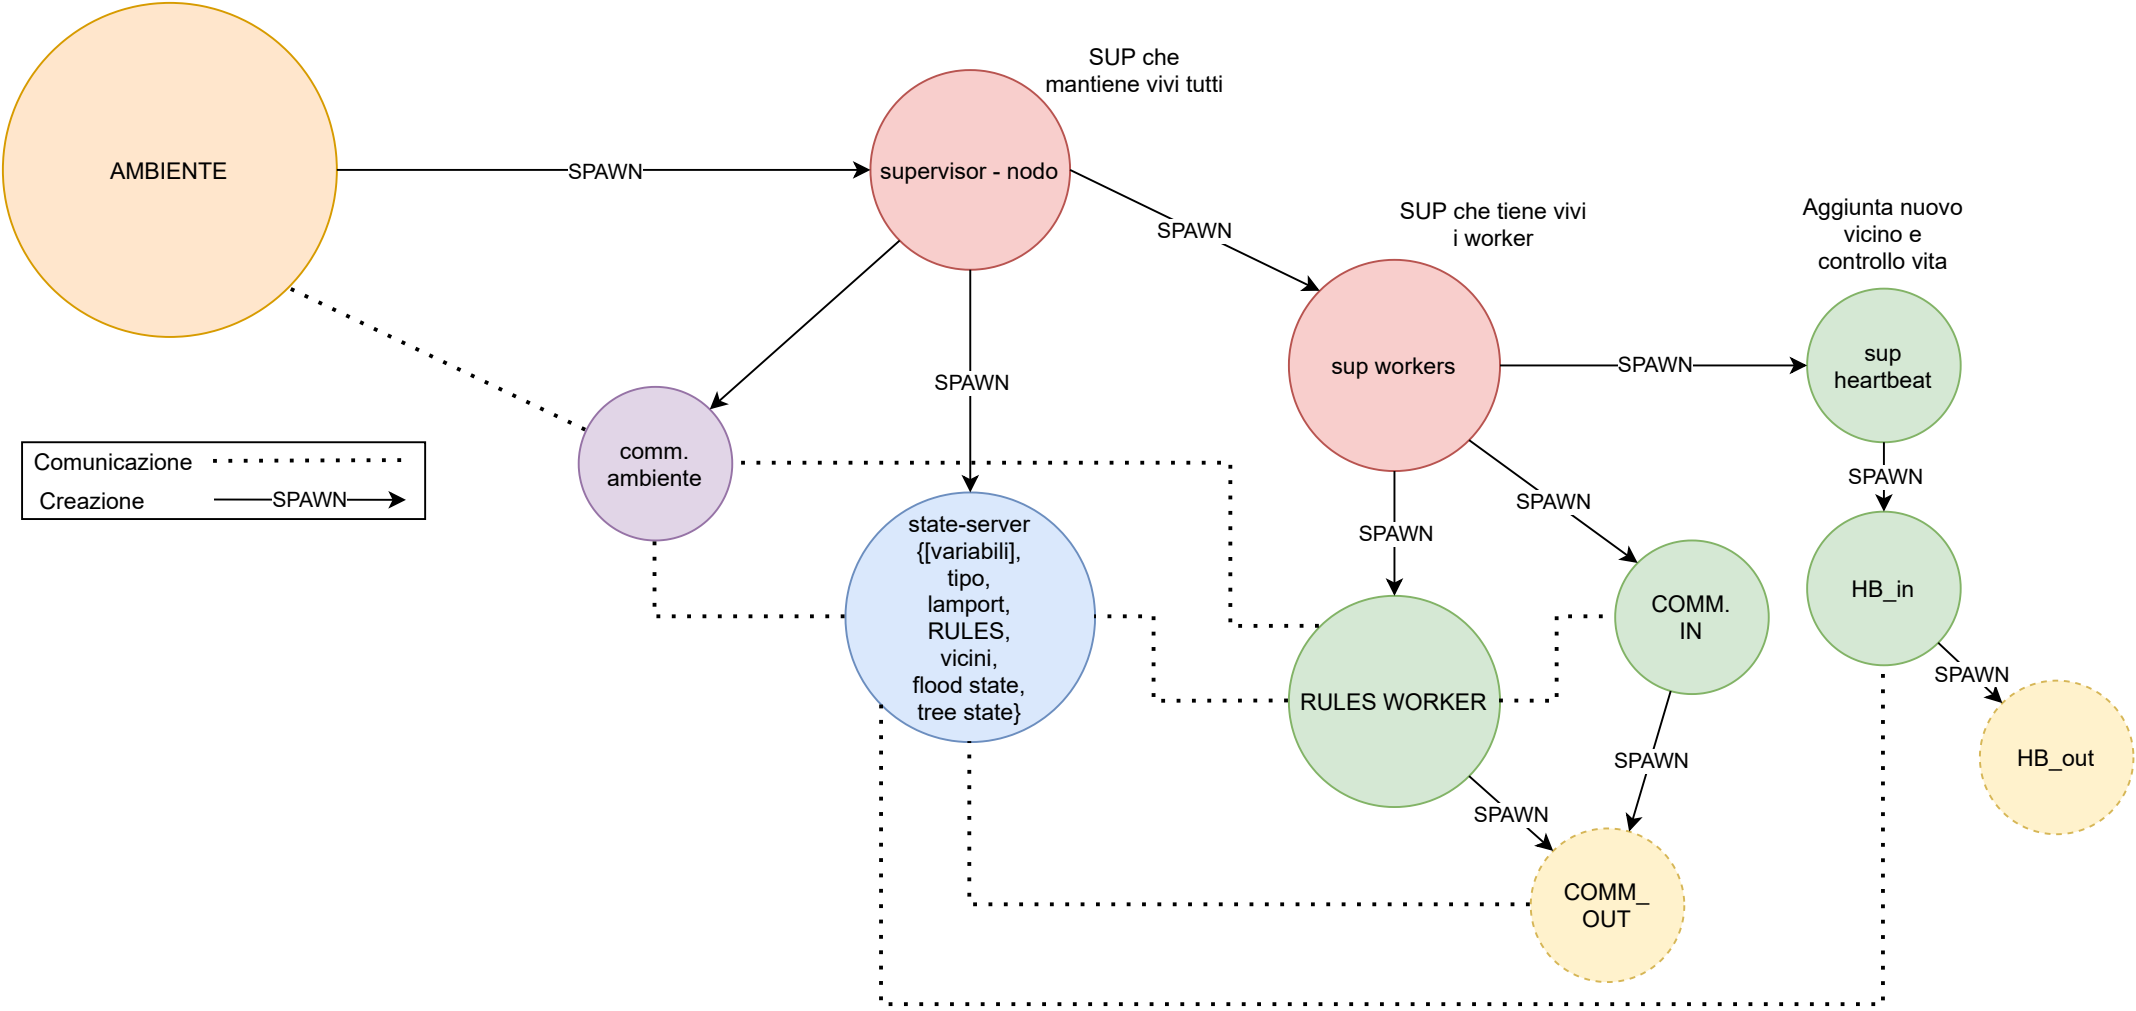 SUP che
mantiene vivi tutti
AMBIENTE
SPAWN
supervisor - nodo
SPAWN
SUP che tiene vivi
i worker
Aggiunta nuovo
vicino e
controllo vita
sup workers
SPAWN
sup
heartbeat
SPAWN
comm.
ambiente
Comunicazione
Creazione
SPAWN
SPAWN
SPAWN
SPAWN
state-server
{[variabili],
tipo,
lamport,
RULES,
vicini,
flood state,
tree state}
HB_in
COMM.
IN
RULES WORKER
SPAWN
HB_out
SPAWN
SPAWN
COMM_
OUT